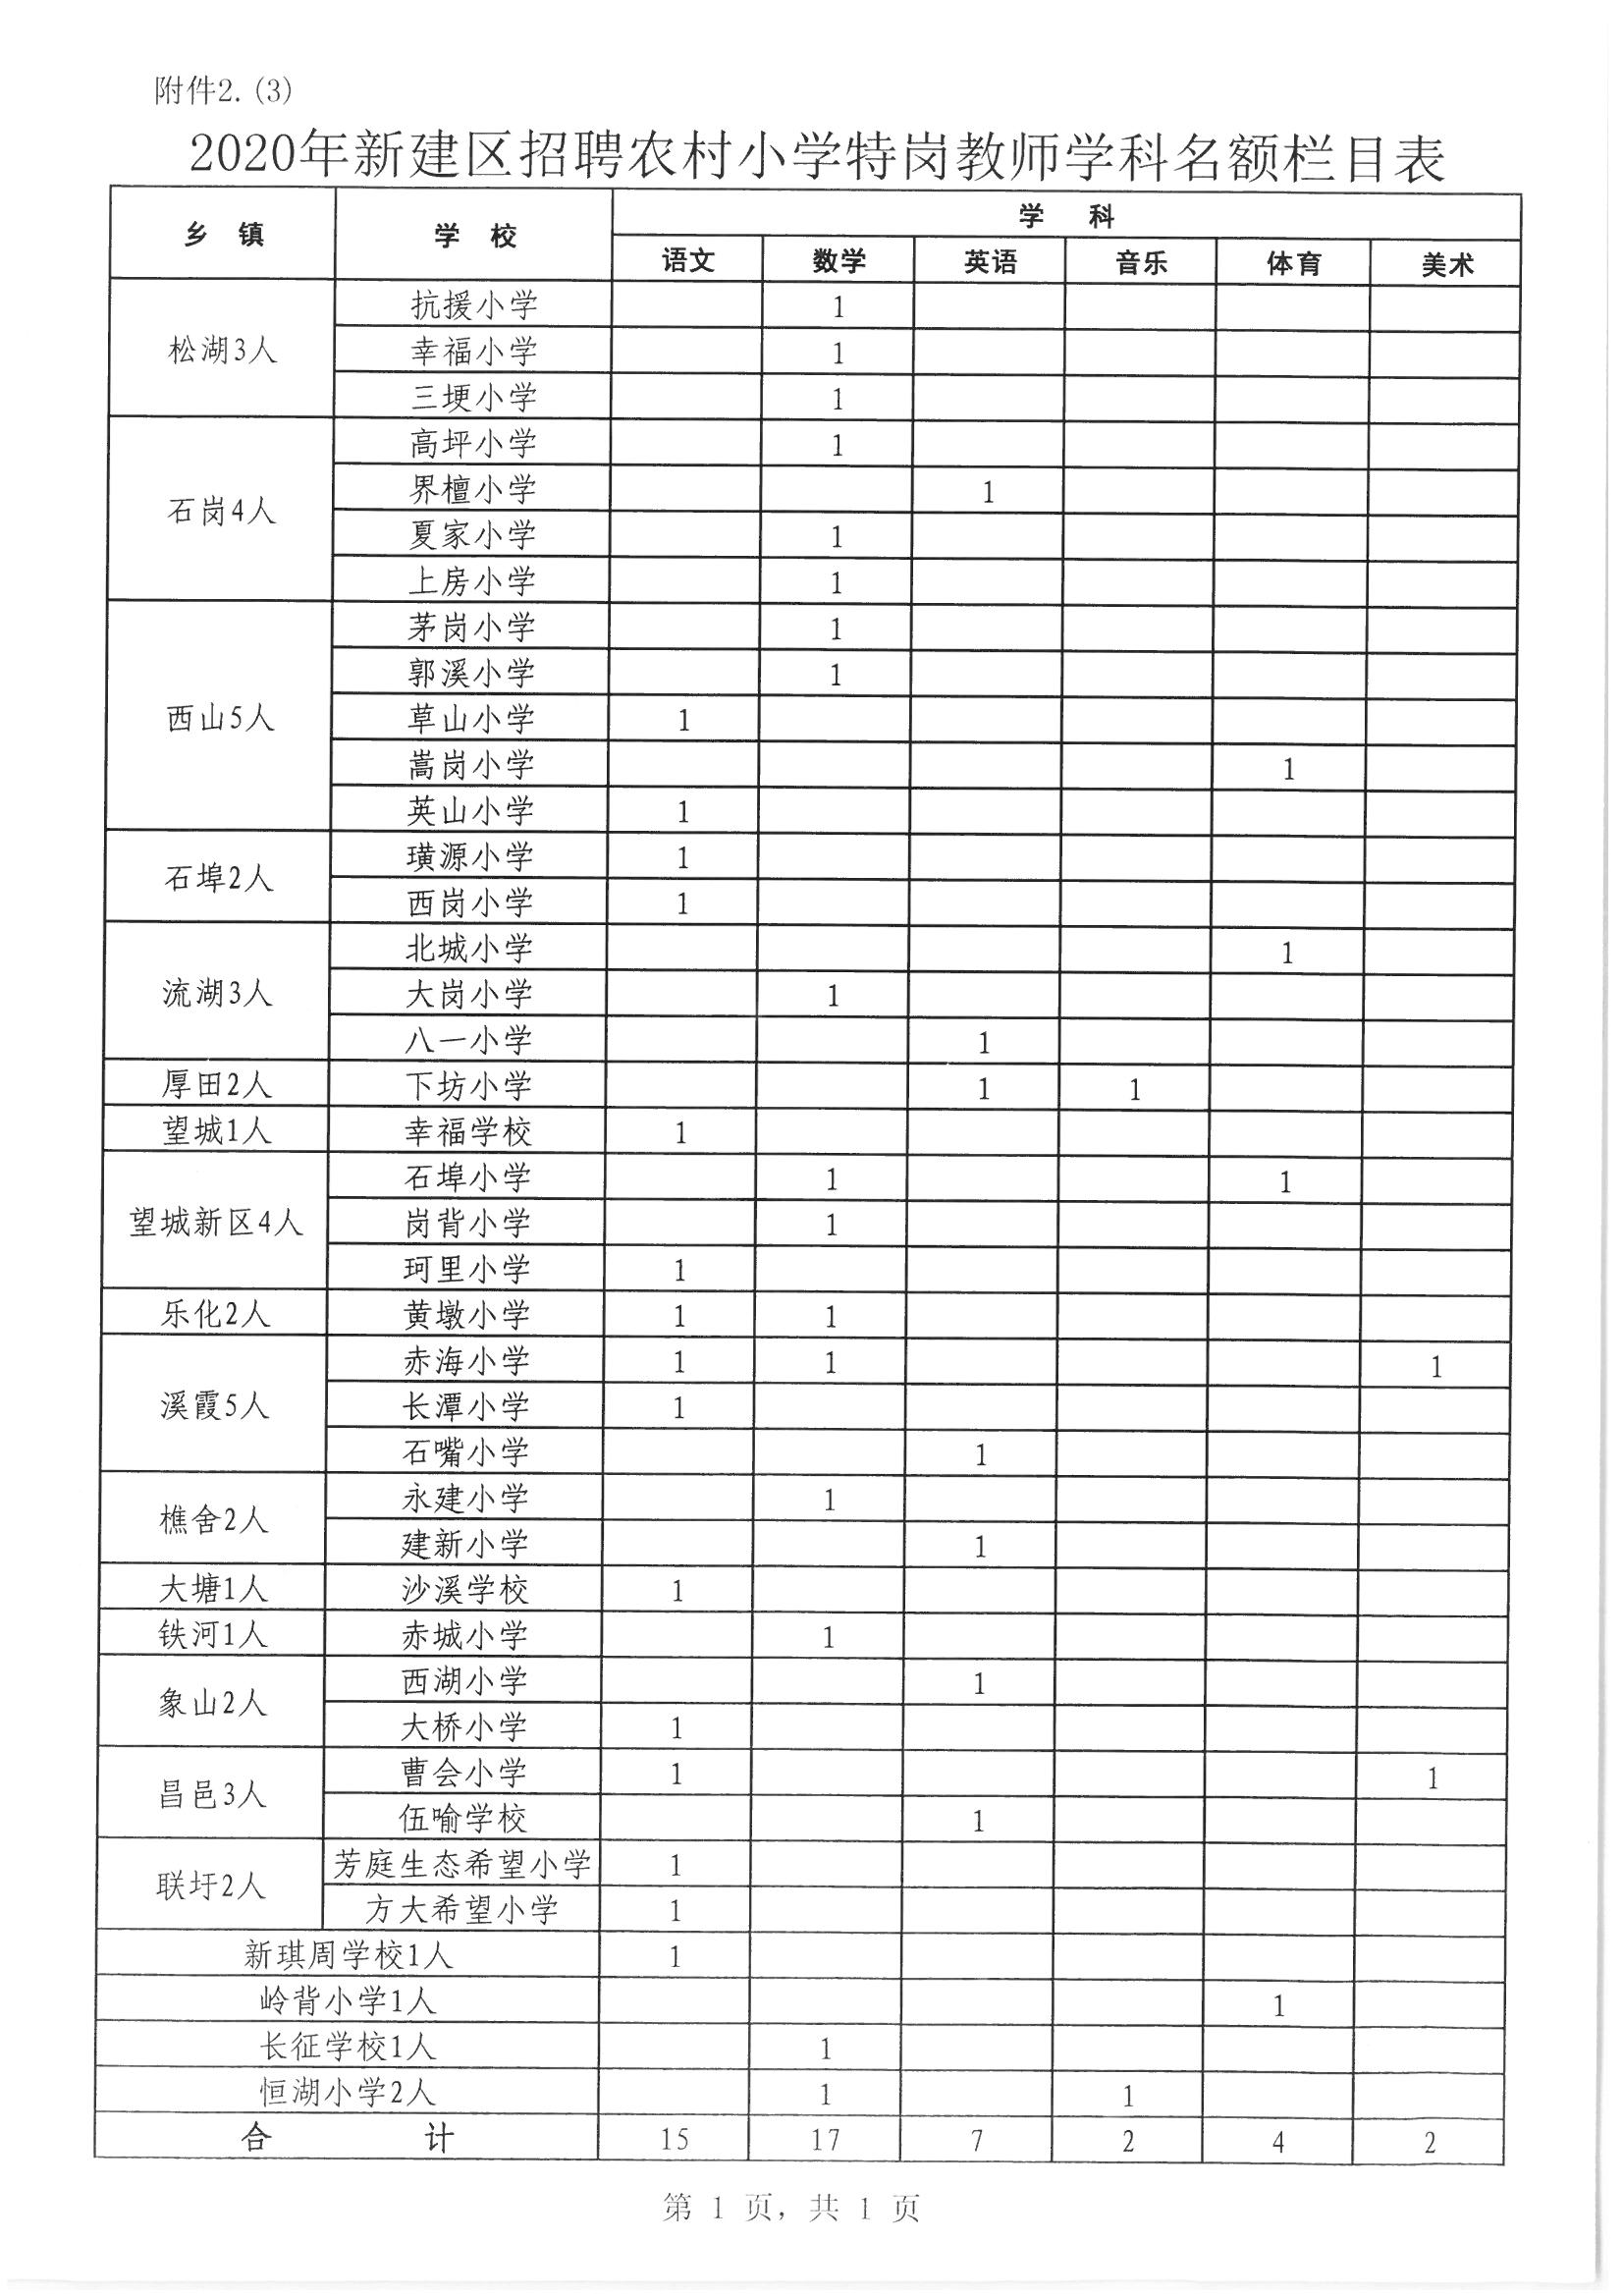 附件2.(3)
2020年新建区招聘农村小学特岗教师学科名额栏目表
乡 镇 学 校 学 科
语文 数学 英语 音乐 体育 美术
松湖3人 抗援小学 1
幸福小学 1
三埂小学 1
石岗4人 高坪小学 1
界檀小学 1
夏家小学 1
上房小学 1
西山5人 茅岗小学 1
郭溪小学 1
草山小学 1
嵩岗小学 1
英山小学 1
石埠2人 璜源小学 1
西岗小学 1
流湖3人 北城小学 1
大岗小学 1
八一小学 1
厚田2人 下坊小学 1 1
望城1人 幸福学校 1
望城新区4人 石埠小学 1 1
岗背小学 1
珂里小学 1
乐化2人 黄墩小学 1 1
溪霞5人 赤海小学 1 1 1
长潭小学 1
石嘴小学 1
樵舍2人 永建小学 1
建新小学 1
大塘1人 沙溪学校 1
铁河1人 赤城小学 1
象山2人 西湖小学 1
大桥小学 1
昌邑3人 曹会小学 1 1
伍喻学校 1
联圩2人 芳庭生态希望小学 1
方大希望小学 1
新琪周学校1人 1
岭背小学1人 1
长征学校1人 1
恒湖小学2人 1 1
合 计 15 17 7 2 4 2
第 1 页, 共 1 页